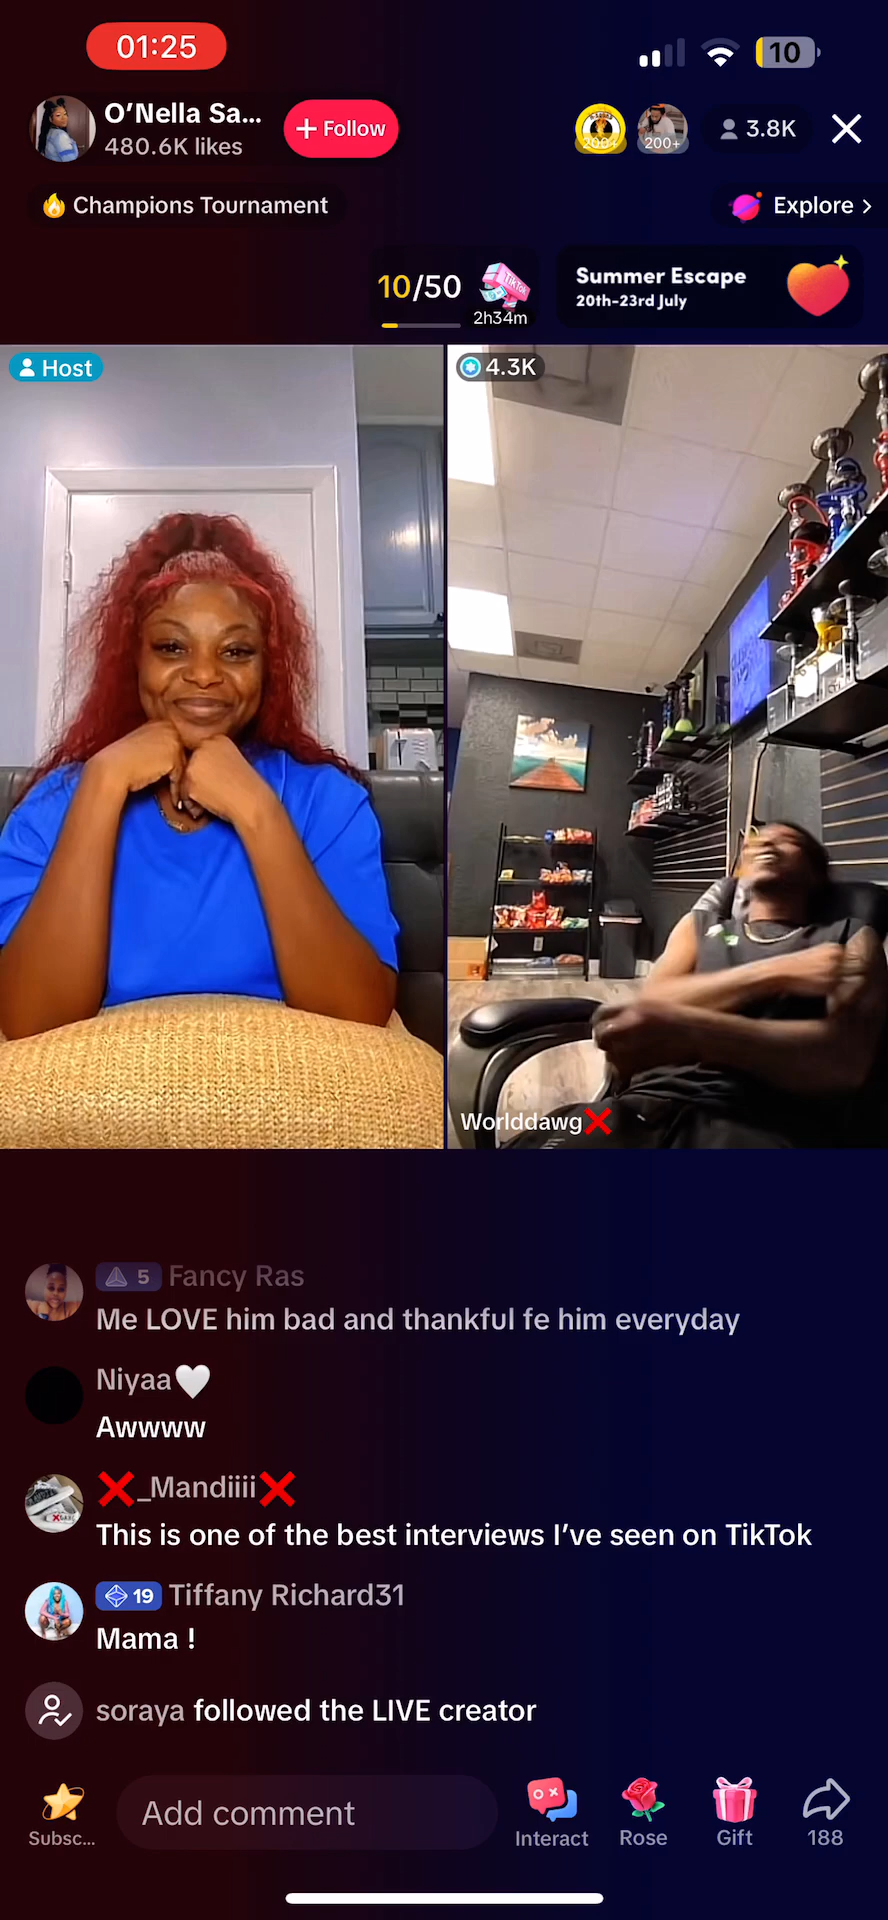 01:25
10
O’Nella Sa...
480.6K likes
+ Follow
200+
200+
3.8K
Champions Tournament
Explore >
10/50
TikTok
2h34m
Summer Escape
20th-23rd July
Host
4.3K
Worlddawg❌
5 Fancy Ras
Me LOVE him bad and thankful fe him everyday
Niyaa🤍
Awwww
❌_Mandiiii❌
This is one of the best interviews I’ve seen on TikTok
19 Tiffany Richard31
Mama !
soraya followed the LIVE creator
Subsc...
Add comment
Interact
Rose
Gift
188